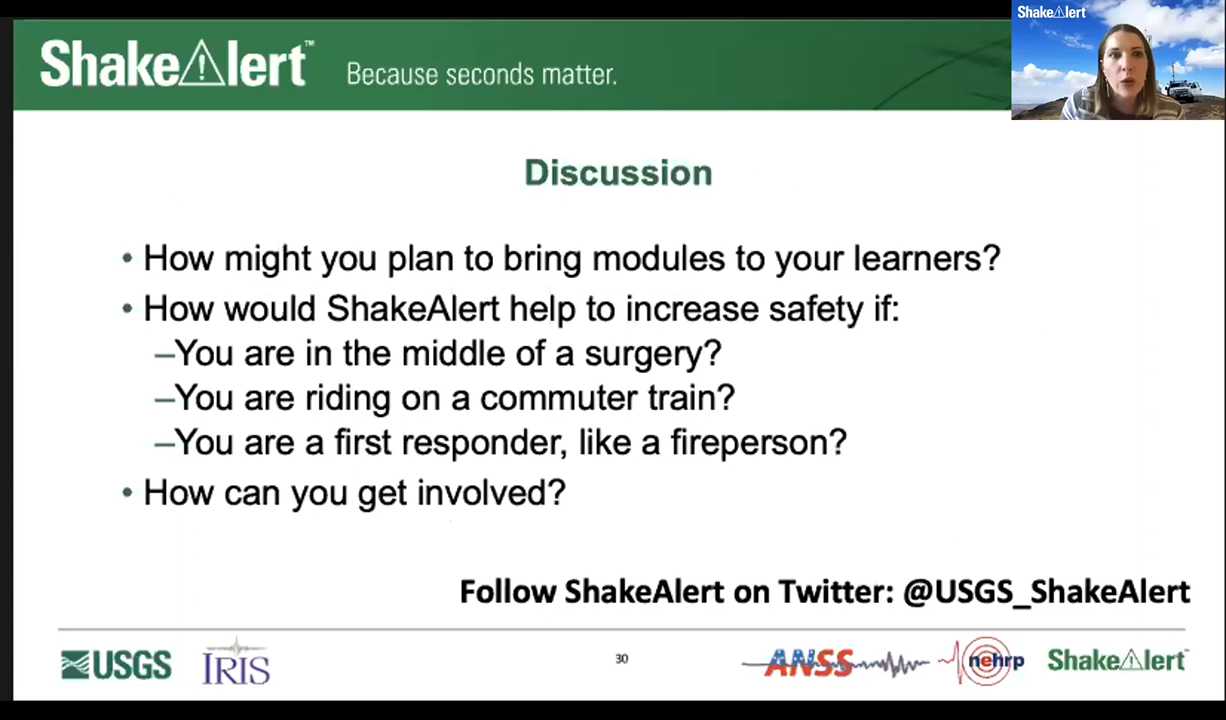 ShakeAlert™ Because seconds matter.
ShakeAlert
Discussion
• How might you plan to bring modules to your learners?
• How would ShakeAlert help to increase safety if:
–You are in the middle of a surgery?
–You are riding on a commuter train?
–You are a first responder, like a fireperson?
• How can you get involved?
Follow ShakeAlert on Twitter: @USGS_ShakeAlert
USGS IRIS 30 ANSS nehrp ShakeAlert™